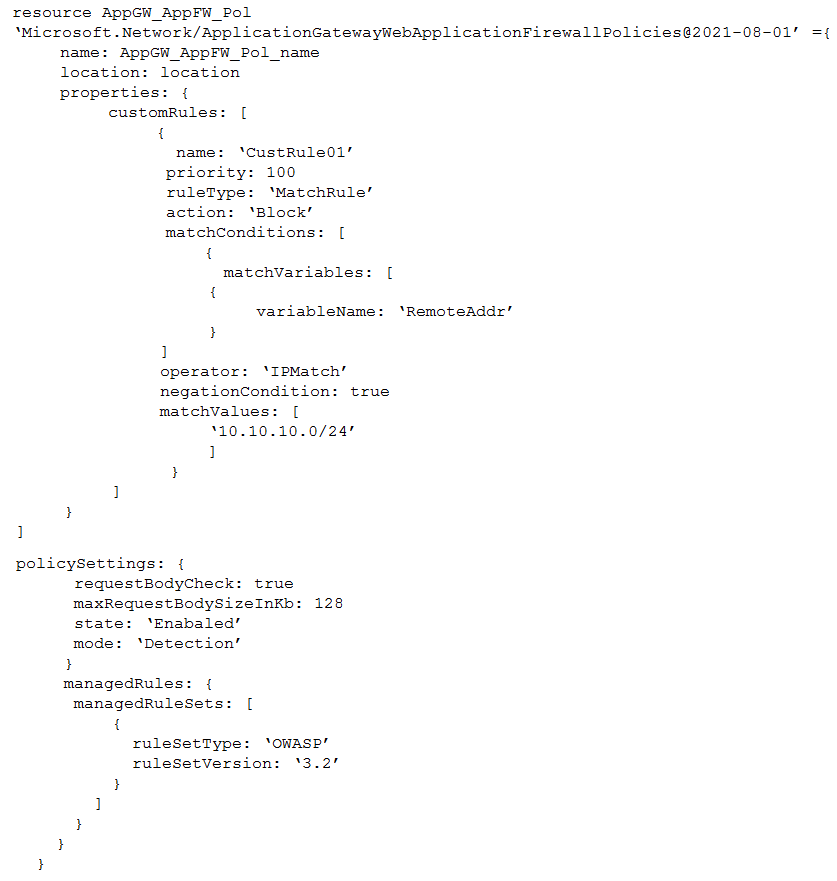 resource AppGW_AppFW_Pol
‘Microsoft.Network/ApplicationGatewayWebApplicationFirewallPolicies@2021-08-01’ ={
name: AppGW_AppFW_Pol_name
location: location
properties: {
customRules: [
{
name: ‘CustRule01’
priority: 100
ruleType: ‘MatchRule’
action: ‘Block’
matchConditions: [
{
matchVariables: [
{
variableName: ‘RemoteAddr’
}
]
operator: ‘IPMatch’
negationCondition: true
matchValues: [
‘10.10.10.0/24’
]
}
]
}
]
policySettings: {
requestBodyCheck: true
maxRequestBodySizeInKb: 128
state: ‘Enabaled’
mode: ‘Detection’
}
managedRules: {
managedRuleSets: [
{
ruleSetType: ‘OWASP’
ruleSetVersion: ‘3.2’
}
]
}
}
}